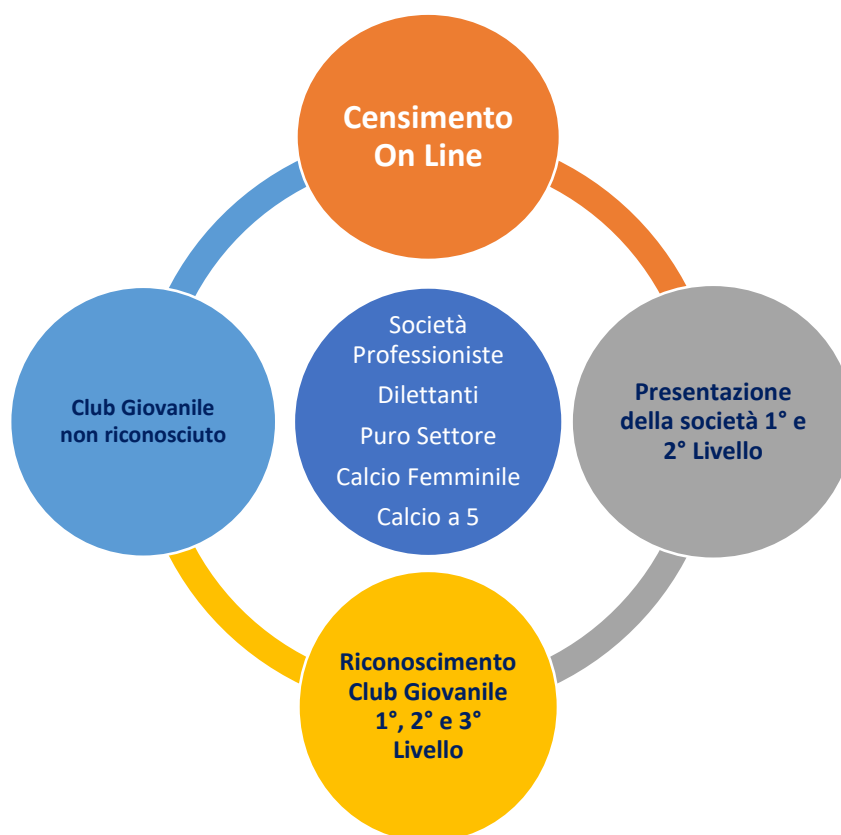 Censimento
On Line
Club Giovanile
non riconosciuto
Società
Professioniste
Dilettanti
Puro Settore
Calcio Femminile
Calcio a 5
Presentazione
della società 1° e
2° Livello
Riconoscimento
Club Giovanile
1°, 2° e 3°
Livello